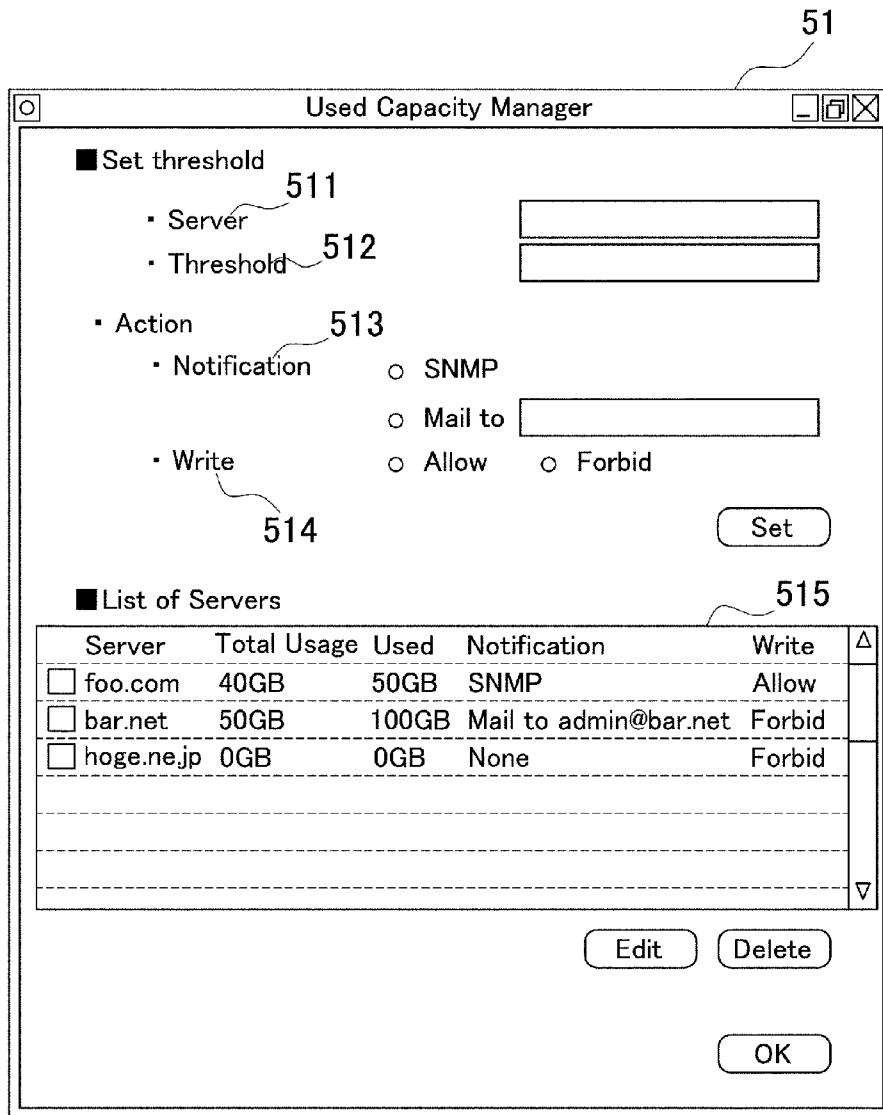 51
Used Capacity Manager
■Set threshold
511
・Server
512
・Threshold
・Action
513
・Notification ○ SNMP
○ Mail to
・Write ○ Allow ○ Forbid
514
Set
■List of Servers
515
Server Total Usage Used Notification Write
foo.com 40GB 50GB SNMP Allow
bar.net 50GB 100GB Mail to admin@bar.net Forbid
hoge.ne.jp 0GB 0GB None Forbid
Edit Delete
OK